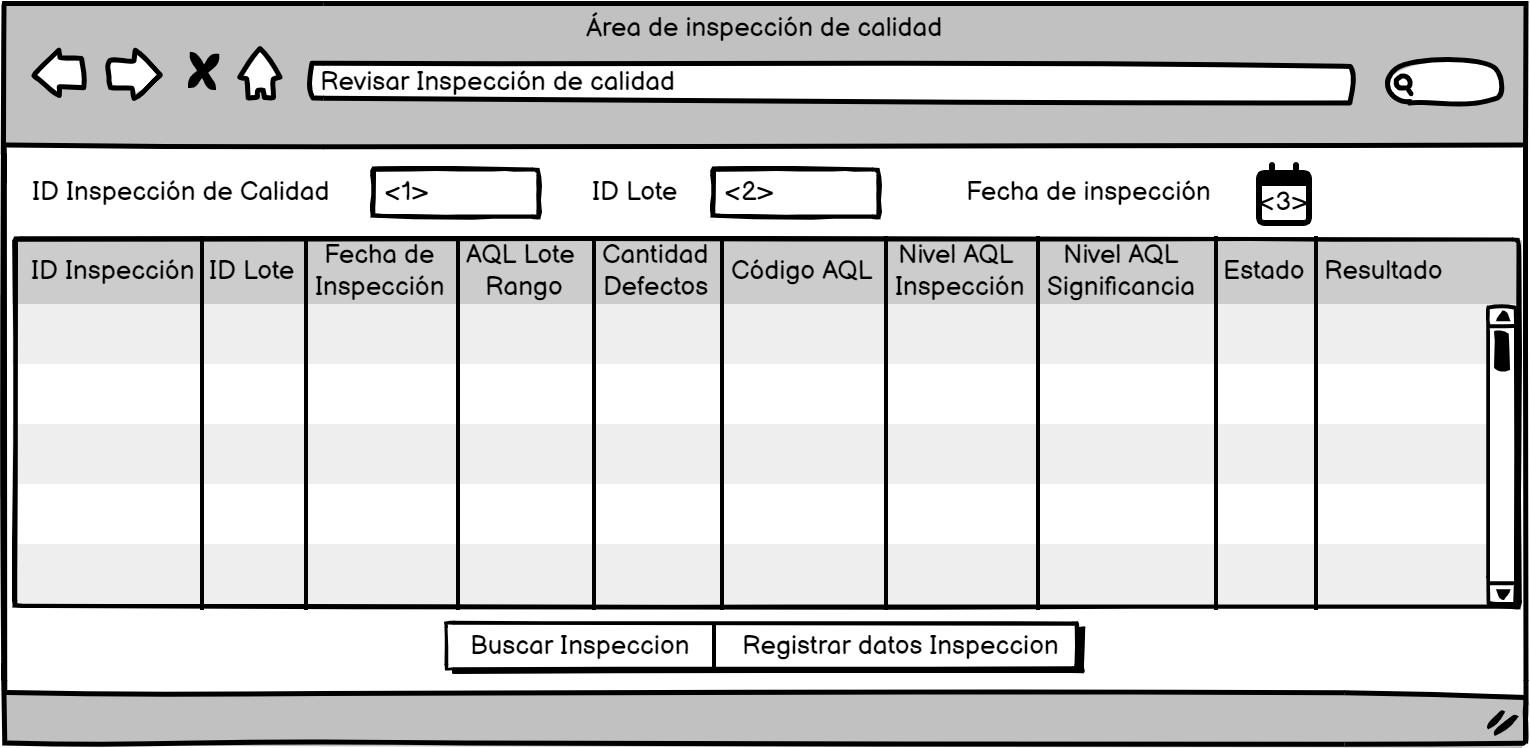 Área de inspección de calidad
Revisar Inspección de calidad
ID Inspección de Calidad <1> ID Lote <2> Fecha de inspección <3>
ID Inspección
ID Lote
Fecha de
Inspección
AQL Lote
Rango
Cantidad
Defectos
Código AQL
Nivel AQL
Inspección
Nivel AQL
Significancia
Estado
Resultado
Buscar Inspeccion
Registrar datos Inspeccion